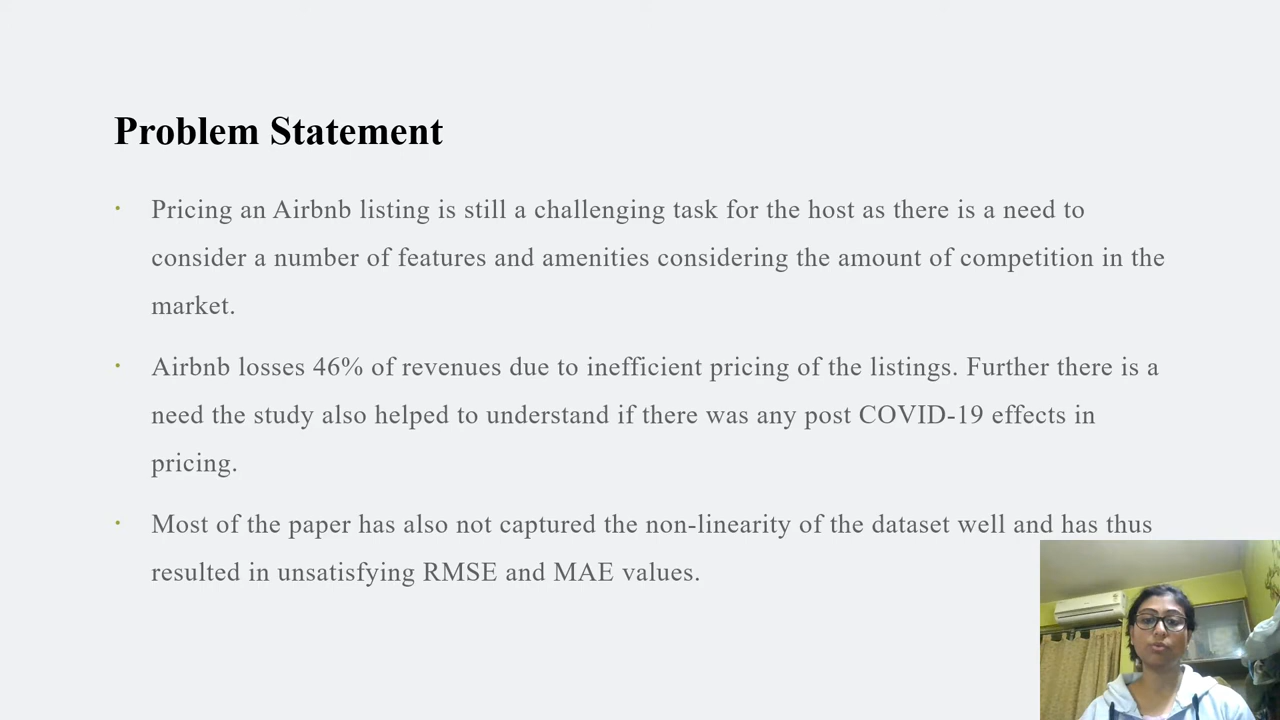 Problem Statement
· Pricing an Airbnb listing is still a challenging task for the host as there is a need to
consider a number of features and amenities considering the amount of competition in the
market.
· Airbnb losses 46% of revenues due to inefficient pricing of the listings. Further there is a
need the study also helped to understand if there was any post COVID-19 effects in
pricing.
· Most of the paper has also not captured the non-linearity of the dataset well and has thus
resulted in unsatisfying RMSE and MAE values.